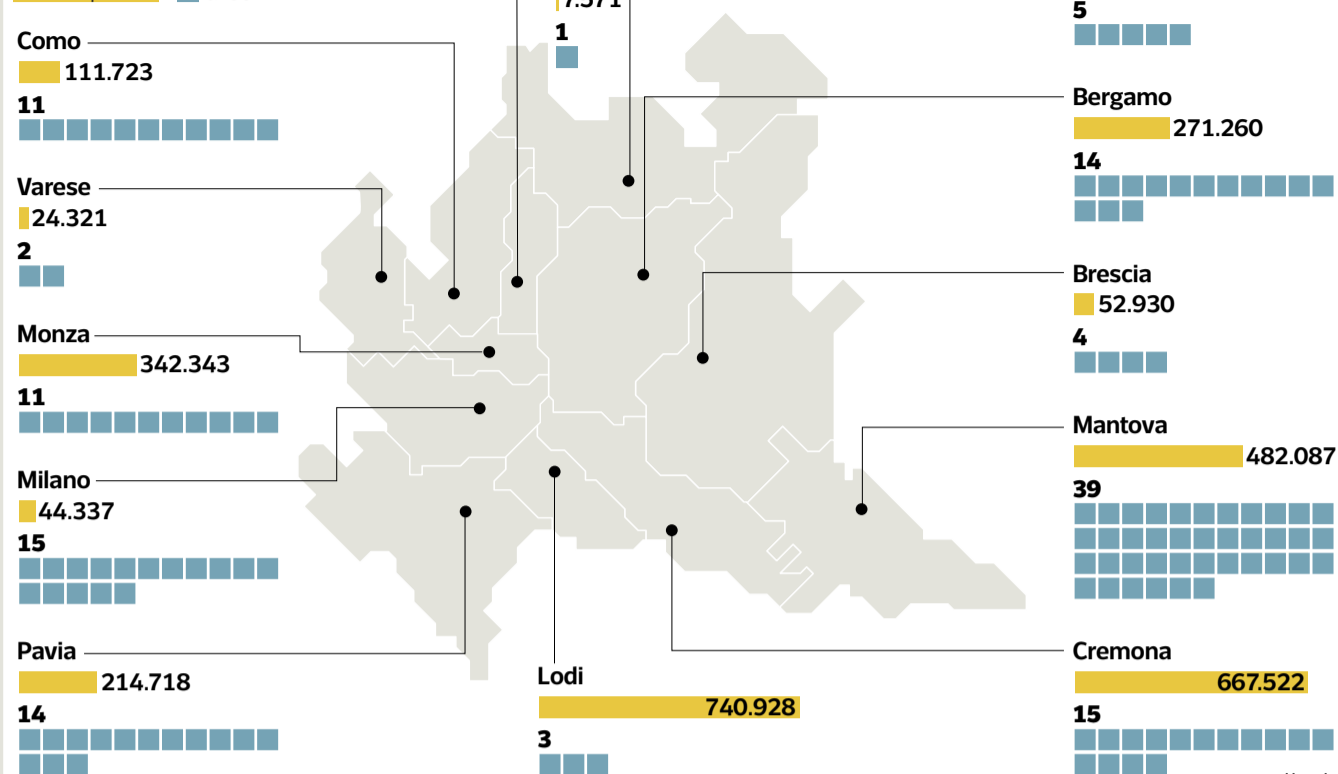 Como
111.723
11
Varese
24.321
2
Monza
342.343
11
Milano
44.337
15
Pavia
214.718
14
7.571
1
Lodi
740.928
3
5
Bergamo
271.260
14
Brescia
52.930
4
Mantova
482.087
39
Cremona
667.522
15